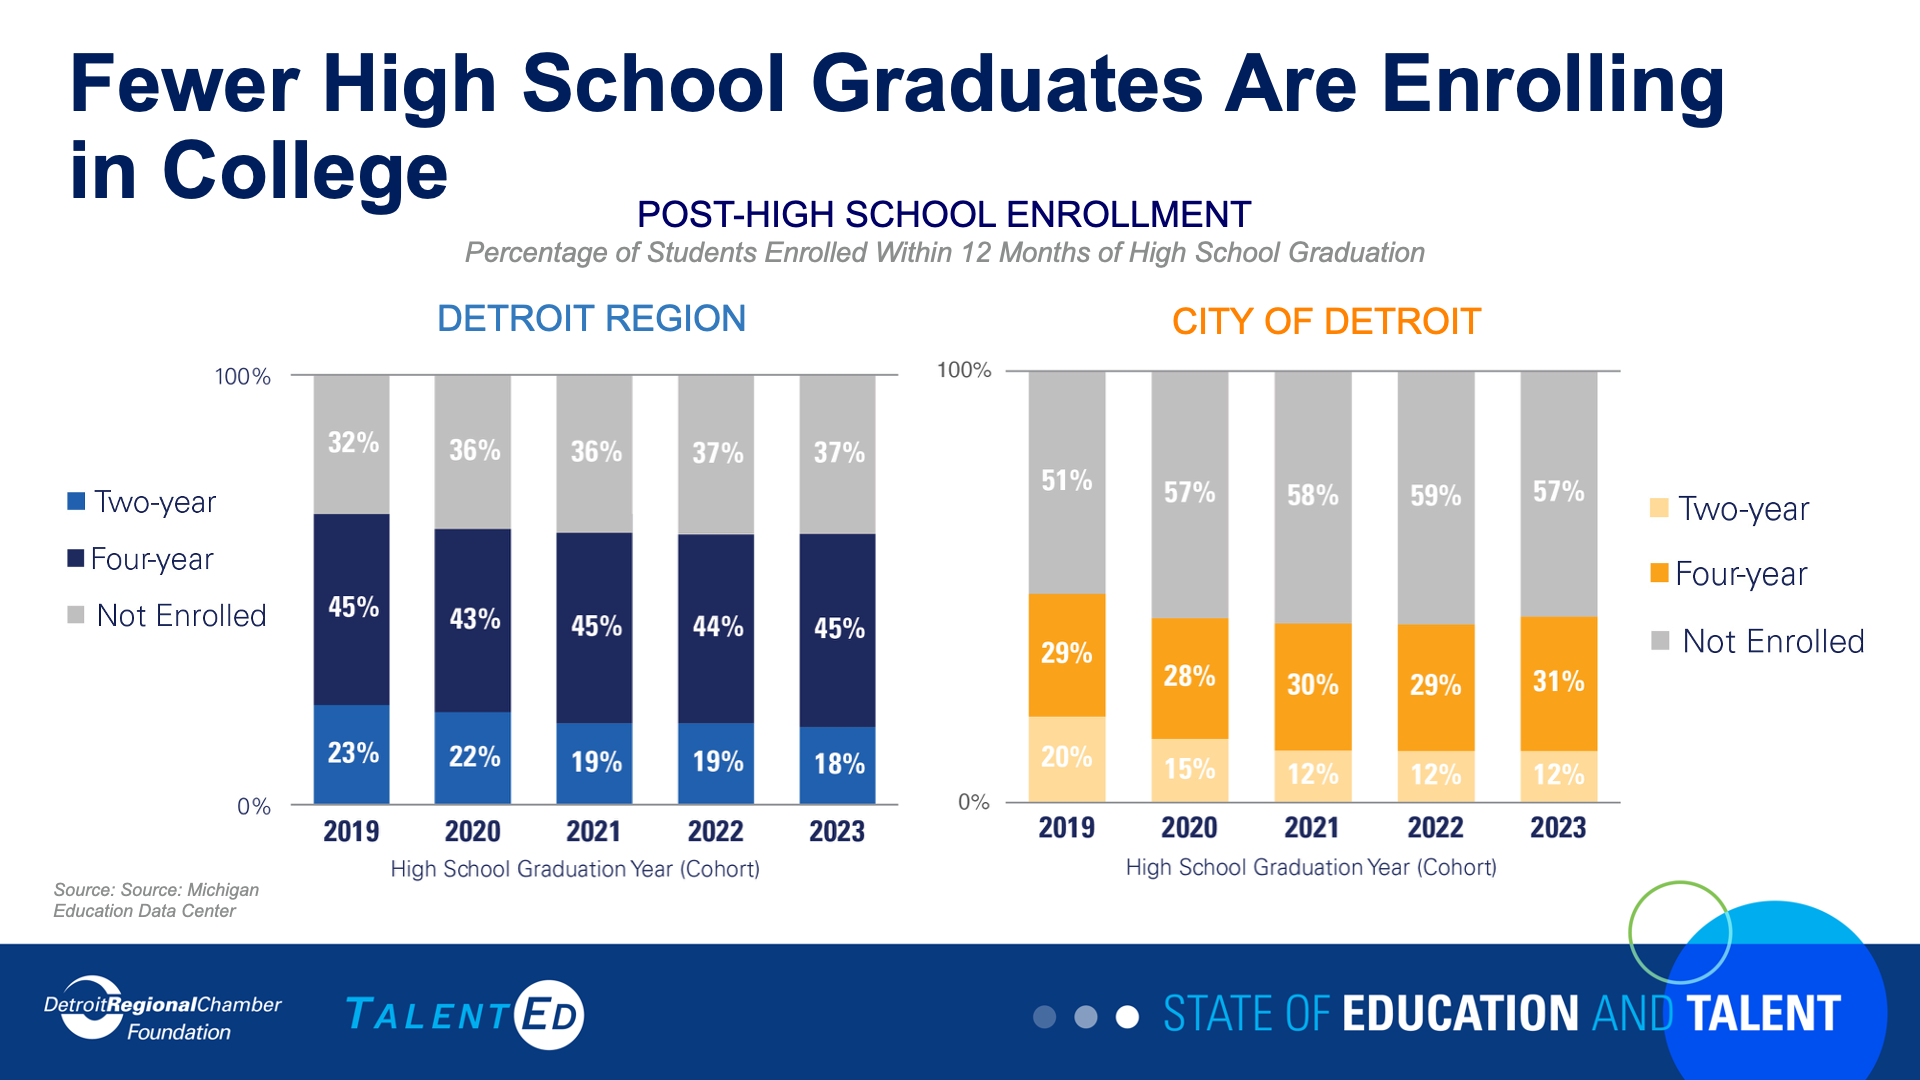 Fewer High School Graduates Are Enrolling
in College
POST-HIGH SCHOOL ENROLLMENT
Percentage of Students Enrolled Within 12 Months of High School Graduation
DETROIT REGION
100%
32%
36%
36%
37%
37%
Two-year
Four-year
Not Enrolled
45%
43%
45%
44%
45%
23%
22%
19%
19%
18%
0%
2019
2020
2021
2022
2023
High School Graduation Year (Cohort)
CITY OF DETROIT
100%
51%
57%
58%
59%
57%
Two-year
Four-year
Not Enrolled
29%
28%
30%
29%
31%
20%
15%
12%
12%
12%
0%
2019
2020
2021
2022
2023
High School Graduation Year (Cohort)
Source: Source: Michigan
Education Data Center
DetroitRegionalChamber
Foundation
TALENTED
STATE OF EDUCATION AND TALENT